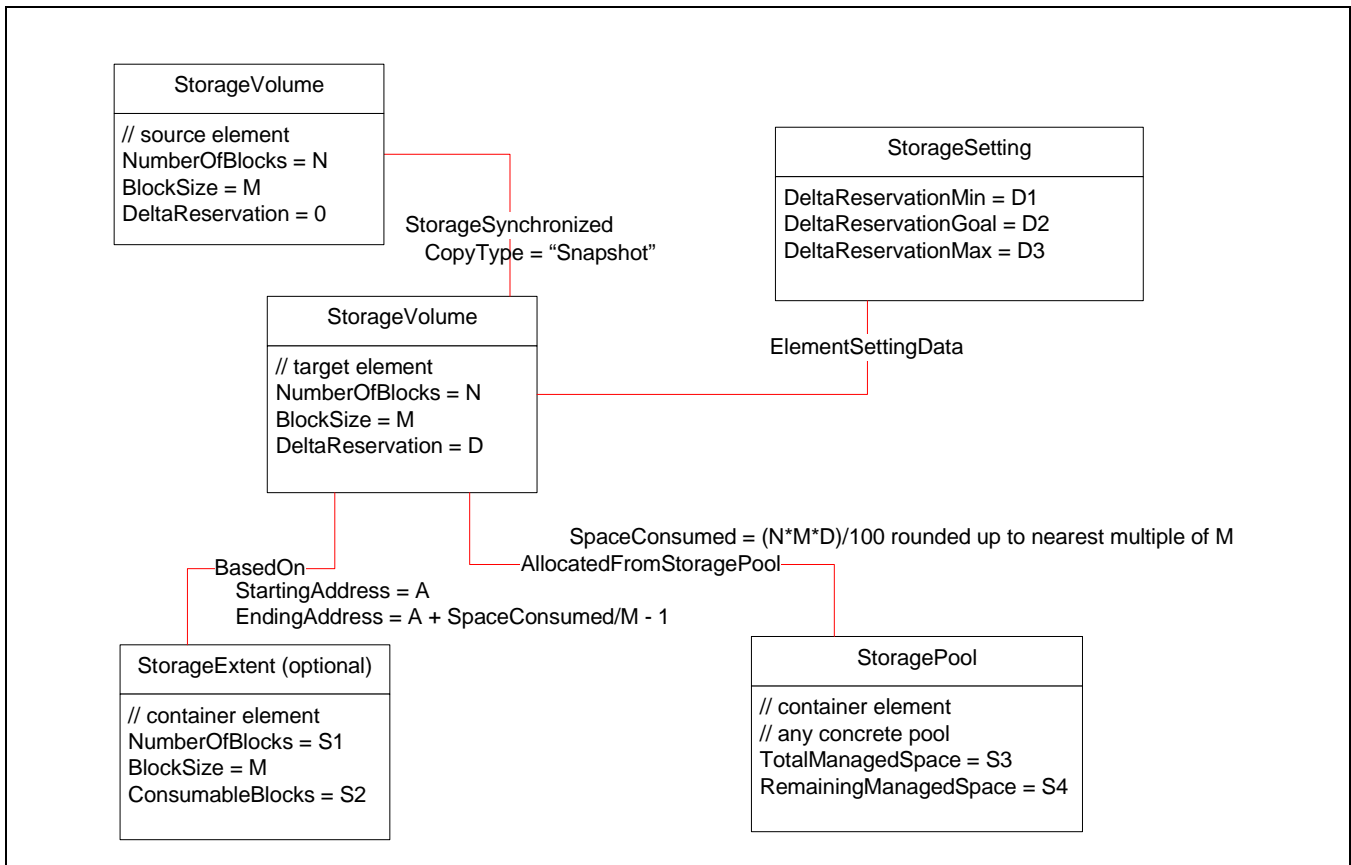 StorageVolume
// source element
NumberOfBlocks = N
BlockSize = M
DeltaReservation = 0
StorageSetting
DeltaReservationMin = D1
DeltaReservationGoal = D2
DeltaReservationMax = D3
StorageSynchronized
CopyType = “Snapshot”
StorageVolume
// target element
NumberOfBlocks = N
BlockSize = M
DeltaReservation = D
ElementSettingData
SpaceConsumed = (N*M*D)/100 rounded up to nearest multiple of M
AllocatedFromStoragePool
BasedOn
StartingAddress = A
EndingAddress = A + SpaceConsumed/M - 1
StorageExtent (optional)
// container element
NumberOfBlocks = S1
BlockSize = M
ConsumableBlocks = S2
StoragePool
// container element
// any concrete pool
TotalManagedSpace = S3
RemainingManagedSpace = S4